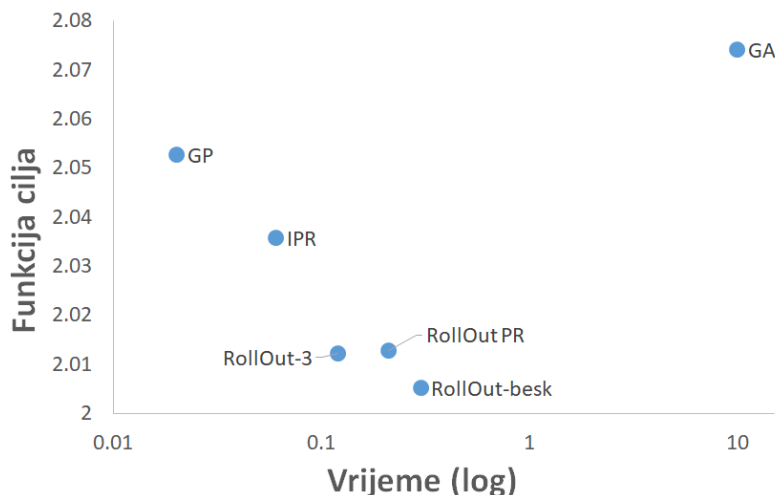 Funkcija cilja
2.08
2.07
2.06
2.05
2.04
2.03
2.02
2.01
2
GA
GP
IPR
RollOut PR
RollOut-3
RollOut-besk
0.01
0.1
1
10
Vrijeme (log)